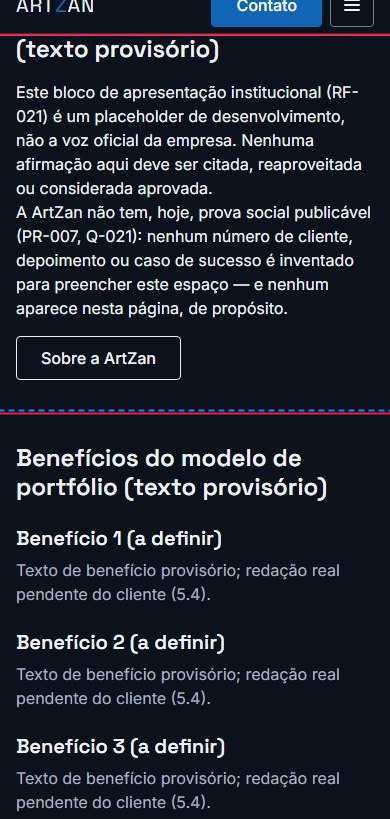 ARTZAN
Contato
(texto provisório)
Este bloco de apresentação institucional (RF-
021) é um placeholder de desenvolvimento,
não a voz oficial da empresa. Nenhuma
afirmação aqui deve ser citada, reaproveitada
ou considerada aprovada.
A ArtZan não tem, hoje, prova social publicável
(PR-007, Q-021): nenhum número de cliente,
depoimento ou caso de sucesso é inventado
para preencher este espaço — e nenhum
aparece nesta página, de propósito.
Sobre a ArtZan
Benefícios do modelo de
portfólio (texto provisório)
Benefício 1 (a definir)
Texto de benefício provisório; redação real
pendente do cliente (5.4).
Benefício 2 (a definir)
Texto de benefício provisório; redação real
pendente do cliente (5.4).
Benefício 3 (a definir)
Texto de benefício provisório; redação real
pendente do cliente (5.4).